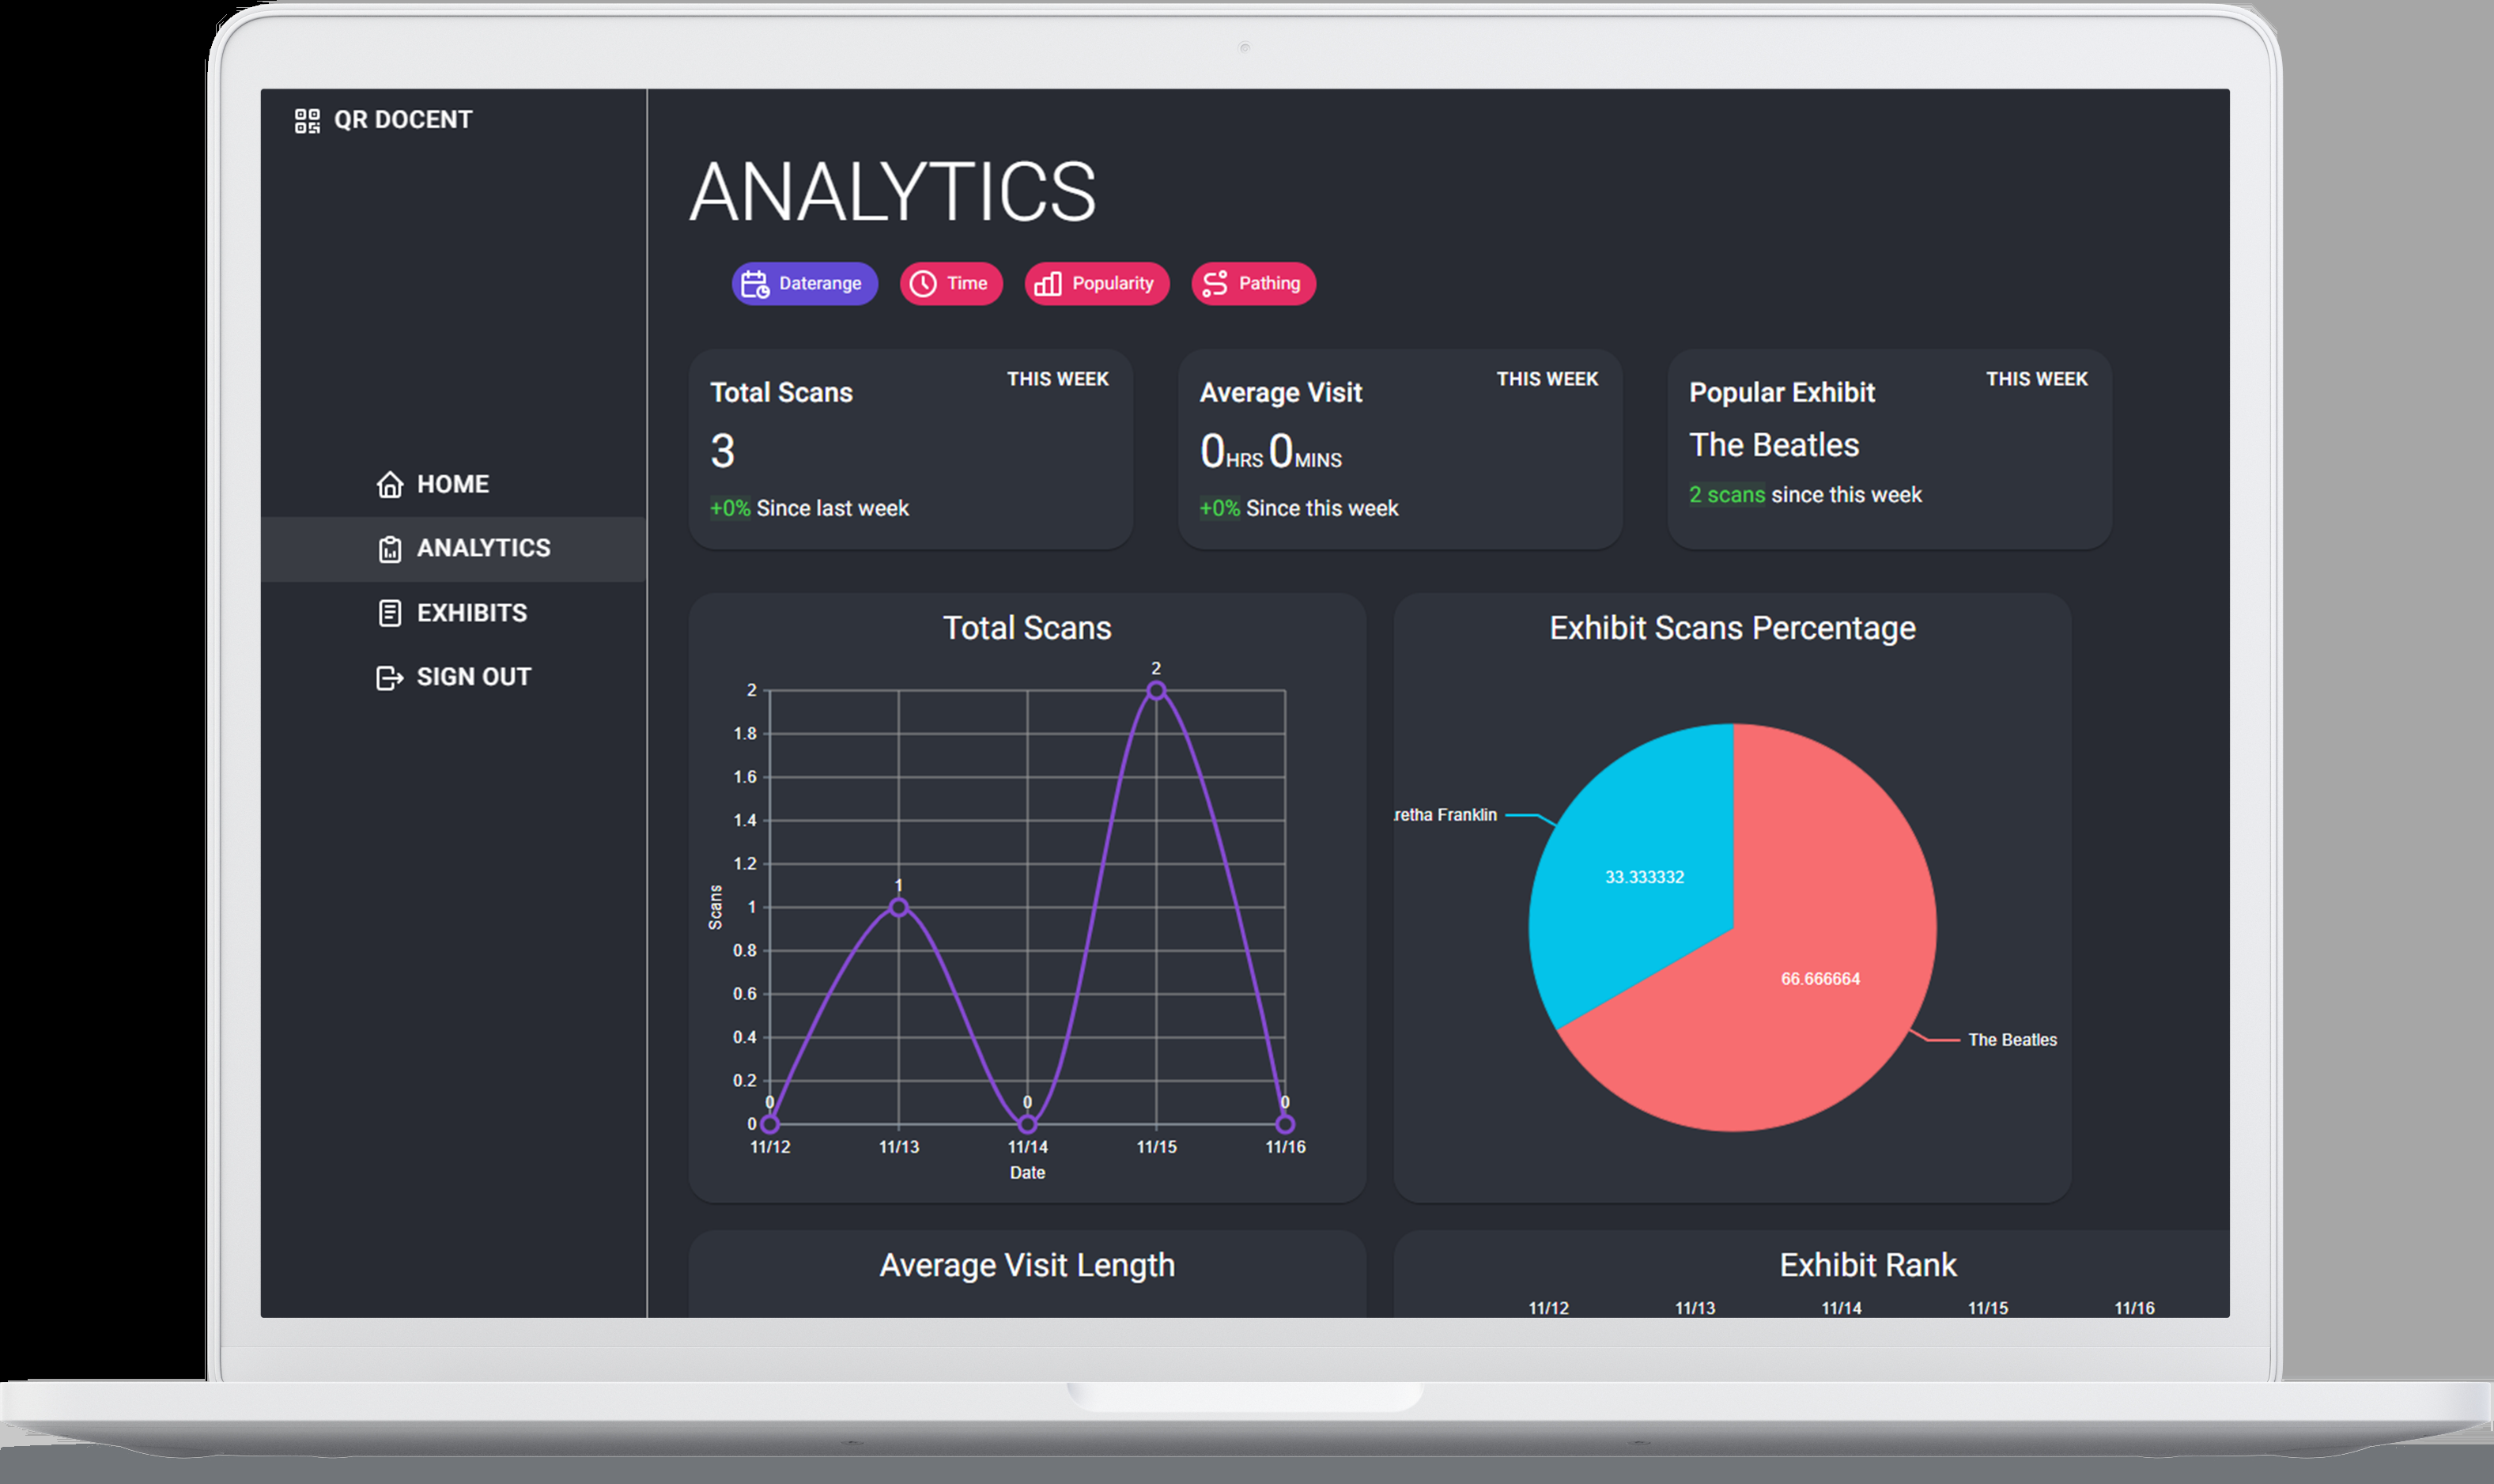 QR DOCENT
HOME
ANALYTICS
EXHIBITS
SIGN OUT
ANALYTICS
Daterange
Time
Popularity
Pathing
Total Scans
THIS WEEK
3
+0% Since last week
Average Visit
THIS WEEK
0HRS 0MINS
+0% Since this week
Popular Exhibit
THIS WEEK
The Beatles
2 scans since this week
Total Scans
2
2
1.8
1.6
1.4
1.2
1
1
0.8
0.6
0.4
0.2
0
0
0
0
Scans
11/12
11/13
11/14
11/15
11/16
Date
Exhibit Scans Percentage
retha Franklin
33.333332
66.666664
The Beatles
Average Visit Length
Exhibit Rank
11/12
11/13
11/14
11/15
11/16